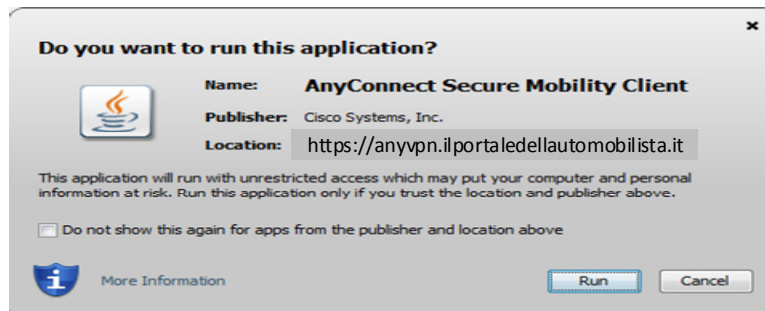 Do you want to run this application?
Name: AnyConnect Secure Mobility Client
Publisher: Cisco Systems, Inc.
Location: https://anyvpn.ilportaledellautomobilista.it
This application will run with unrestricted access which may put your computer and personal
information at risk. Run this application only if you trust the location and publisher above.
Do not show this again for apps from the publisher and location above
More Information Run Cancel